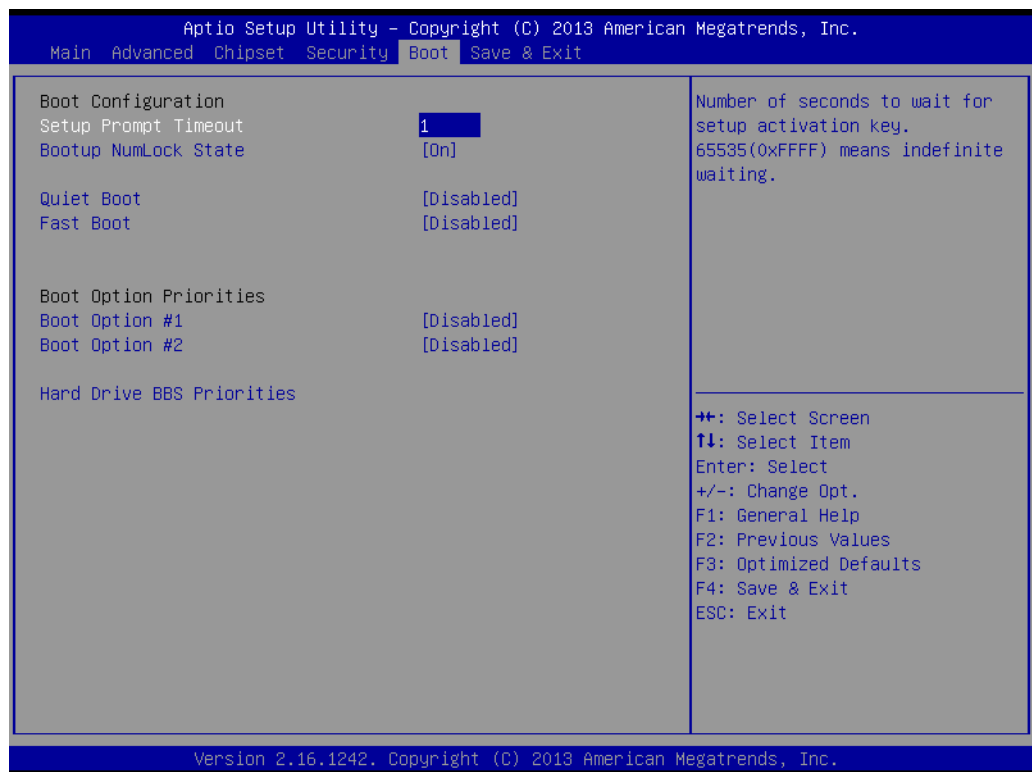 Aptio Setup Utility – Copyright (C) 2013 American Megatrends, Inc.
Main Advanced Chipset Security Boot Save & Exit
Boot Configuration
Setup Prompt Timeout 1
Bootup NumLock State [On]
Quiet Boot [Disabled]
Fast Boot [Disabled]
Boot Option Priorities
Boot Option #1 [Disabled]
Boot Option #2 [Disabled]
Hard Drive BBS Priorities
Number of seconds to wait for
setup activation key.
65535(0xFFFF) means indefinite
waiting.
→←: Select Screen
↑↓: Select Item
Enter: Select
+/-: Change Opt.
F1: General Help
F2: Previous Values
F3: Optimized Defaults
F4: Save & Exit
ESC: Exit
Version 2.16.1242. Copyright (C) 2013 American Megatrends, Inc.